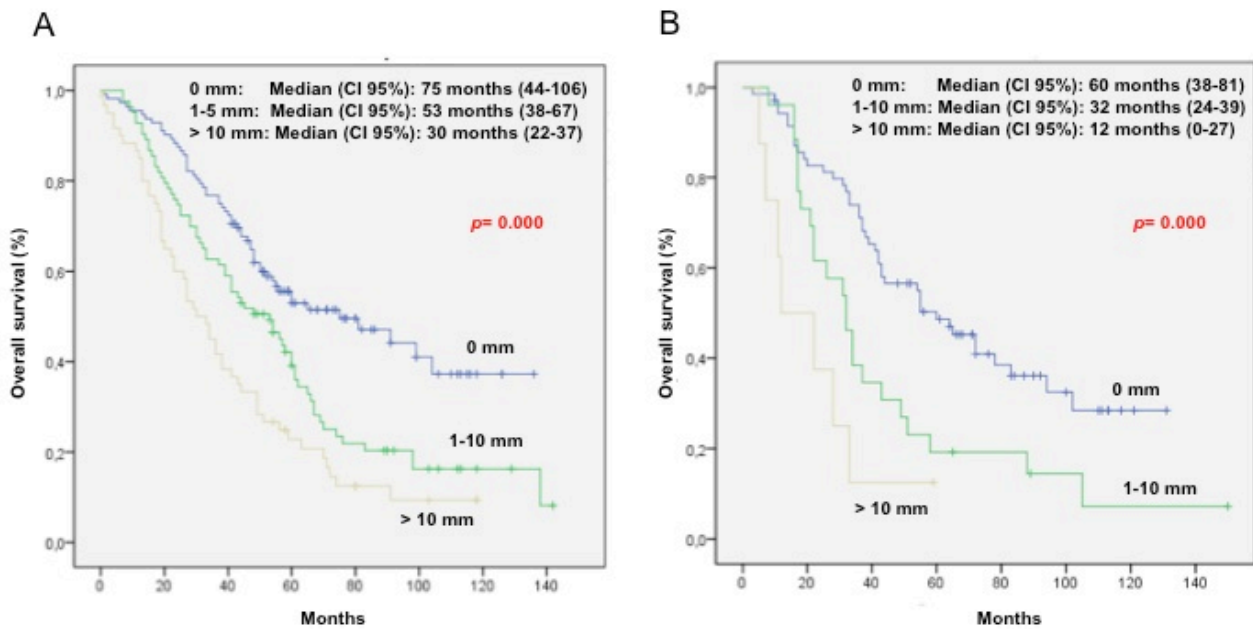 A
0 mm: Median (CI 95%): 75 months (44-106)
1-5 mm: Median (CI 95%): 53 months (38-67)
> 10 mm: Median (CI 95%): 30 months (22-37)
p= 0.000
Overall survival (%)
1,0
0,8
0,6
0,4
0,2
0,0
0 mm
1-10 mm
> 10 mm
0 20 40 60 80 100 120 140
Months
B
0 mm: Median (CI 95%): 60 months (38-81)
1-10 mm: Median (CI 95%): 32 months (24-39)
> 10 mm: Median (CI 95%): 12 months (0-27)
p= 0.000
Overall survival (%)
1,0
0,8
0,6
0,4
0,2
0,0
0 mm
1-10 mm
> 10 mm
0 20 40 60 80 100 120 140
Months